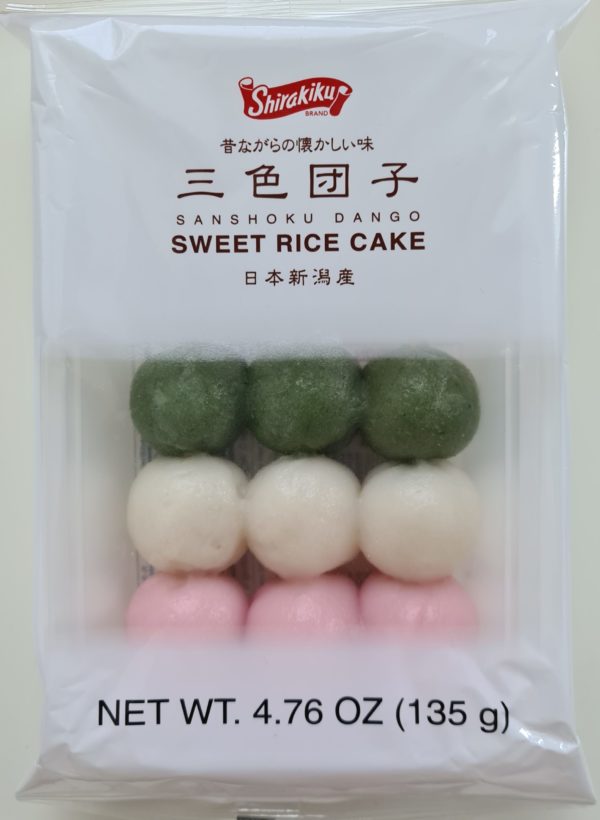 Shirakiku
BRAND
昔ながらの懐かしい味
三色団子
SANSHOKU DANGO
SWEET RICE CAKE
日本新潟産
NET WT. 4.76 OZ (135 g)